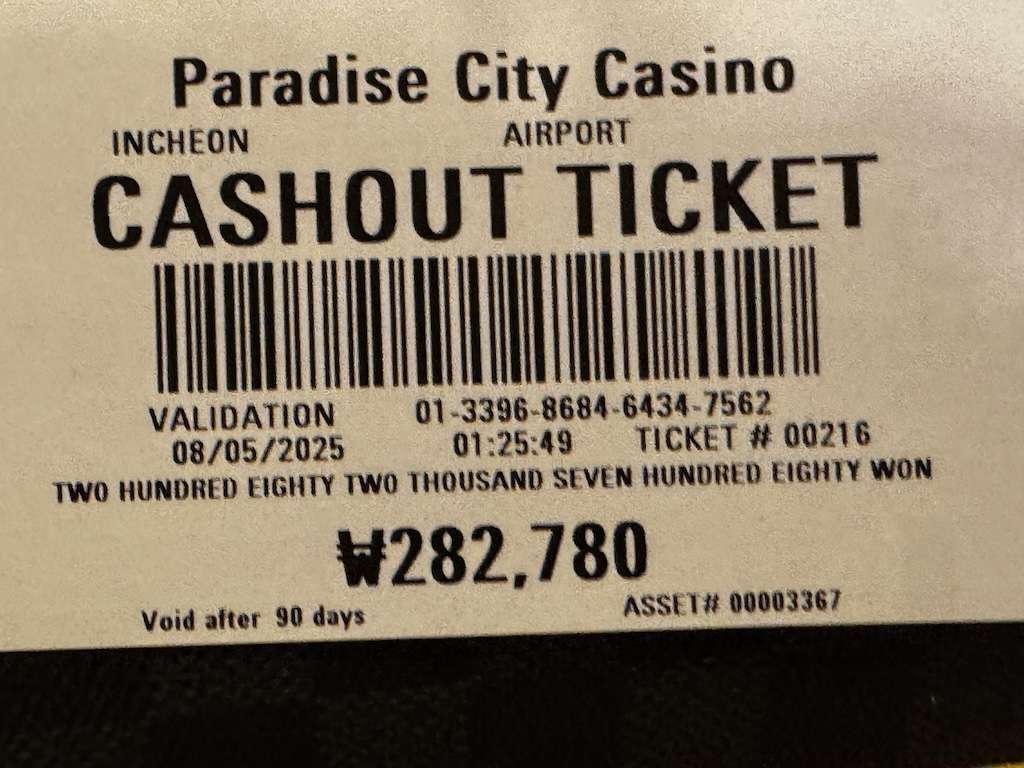 Paradise City Casino
INCHEON AIRPORT
CASHOUT TICKET
VALIDATION 01-3396-8684-6434-7562
08/05/2025 01:25:49 TICKET # 00216
TWO HUNDRED EIGHTY TWO THOUSAND SEVEN HUNDRED EIGHTY WON
₩282,780
Void after 90 days ASSET# 00003367